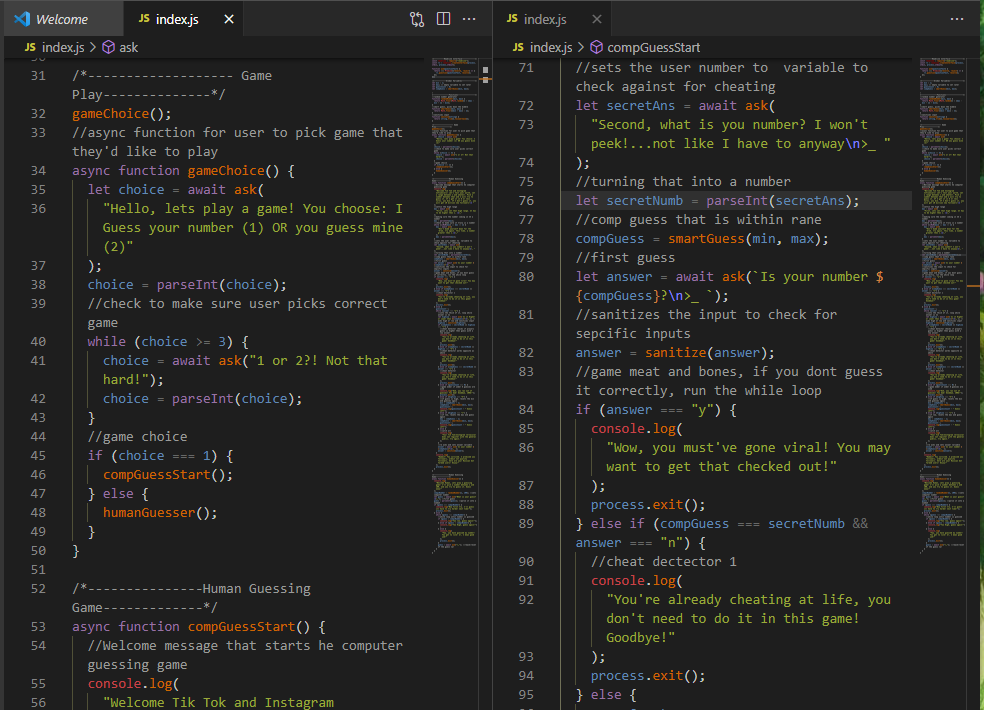 Welcome
JS index.js ×
JS index.js > ask
31 /*------------------- Game
Play--------------*/
32 gameChoice();
33 //async function for user to pick game that
they'd like to play
34 async function gameChoice() {
35 let choice = await ask(
36 "Hello, lets play a game! You choose: I
Guess your number (1) OR you guess mine
(2)"
37 );
38 choice = parseInt(choice);
39 //check to make sure user picks correct
game
40 while (choice >= 3) {
41 choice = await ask("1 or 2?! Not that
hard!");
42 choice = parseInt(choice);
43 }
44 //game choice
45 if (choice === 1) {
46 compGuessStart();
47 } else {
48 humanGuesser();
49 }
50 }
51
52 /*---------------Human Guessing
Game-------------*/
53 async function compGuessStart() {
54 //Welcome message that starts he computer
guessing game
55 console.log(
56 "Welcome Tik Tok and Instagram
JS index.js ×
JS index.js > compGuessStart
71 //sets the user number to  variable to
check against for cheating
72 let secretAns = await ask(
73 "Second, what is you number? I won't
peek!...not like I have to anyway\n>_ "
74 );
75 //turning that into a number
76 let secretNumb = parseInt(secretAns);
77 //comp guess that is within rane
78 compGuess = smartGuess(min, max);
79 //first guess
80 let answer = await ask(`Is your number $
{compGuess}?\n>_ `);
81 //sanitizes the input to check for
sepcific inputs
82 answer = sanitize(answer);
83 //game meat and bones, if you dont guess
it correctly, run the while loop
84 if (answer === "y") {
85 console.log(
86 "Wow, you must've gone viral! You may
want to get that checked out!"
87 );
88 process.exit();
89 } else if (compGuess === secretNumb &&
answer === "n") {
90 //cheat dectector 1
91 console.log(
92 "You're already cheating at life, you
don't need to do it in this game!
Goodbye!"
93 );
94 process.exit();
95 } else {